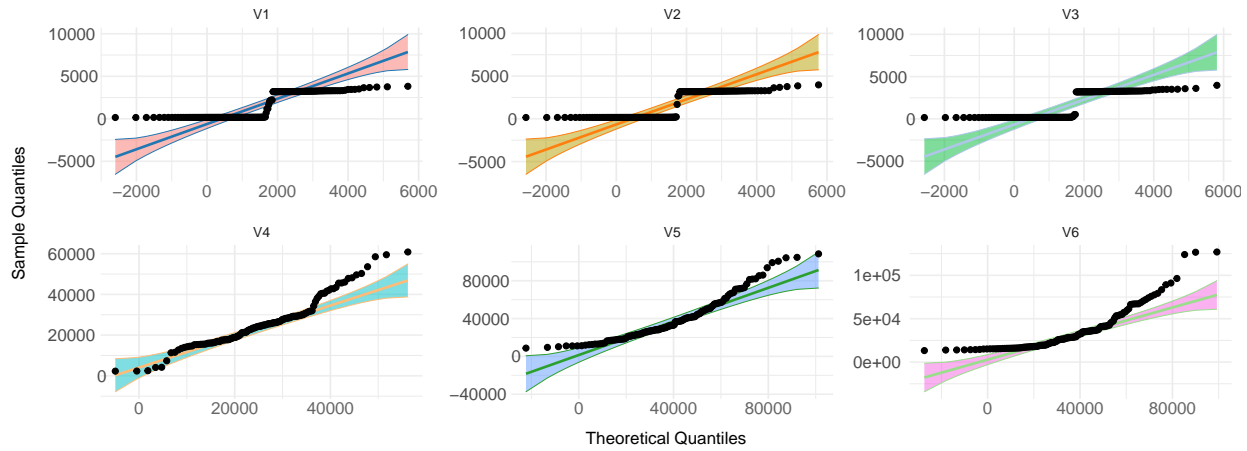 V1 V2 V3
10000 10000 10000
5000 5000 5000
0 0 0
−5000 −5000 −5000
−2000 0 2000 4000 6000 −2000 0 2000 4000 6000 −2000 0 2000 4000 6000
Sample Quantiles
V4 V5 V6
60000 80000 1e+05
40000 40000 5e+04
20000 0 0e+00
0 −40000
0 20000 40000 0 40000 80000 0 40000 80000
Theoretical Quantiles